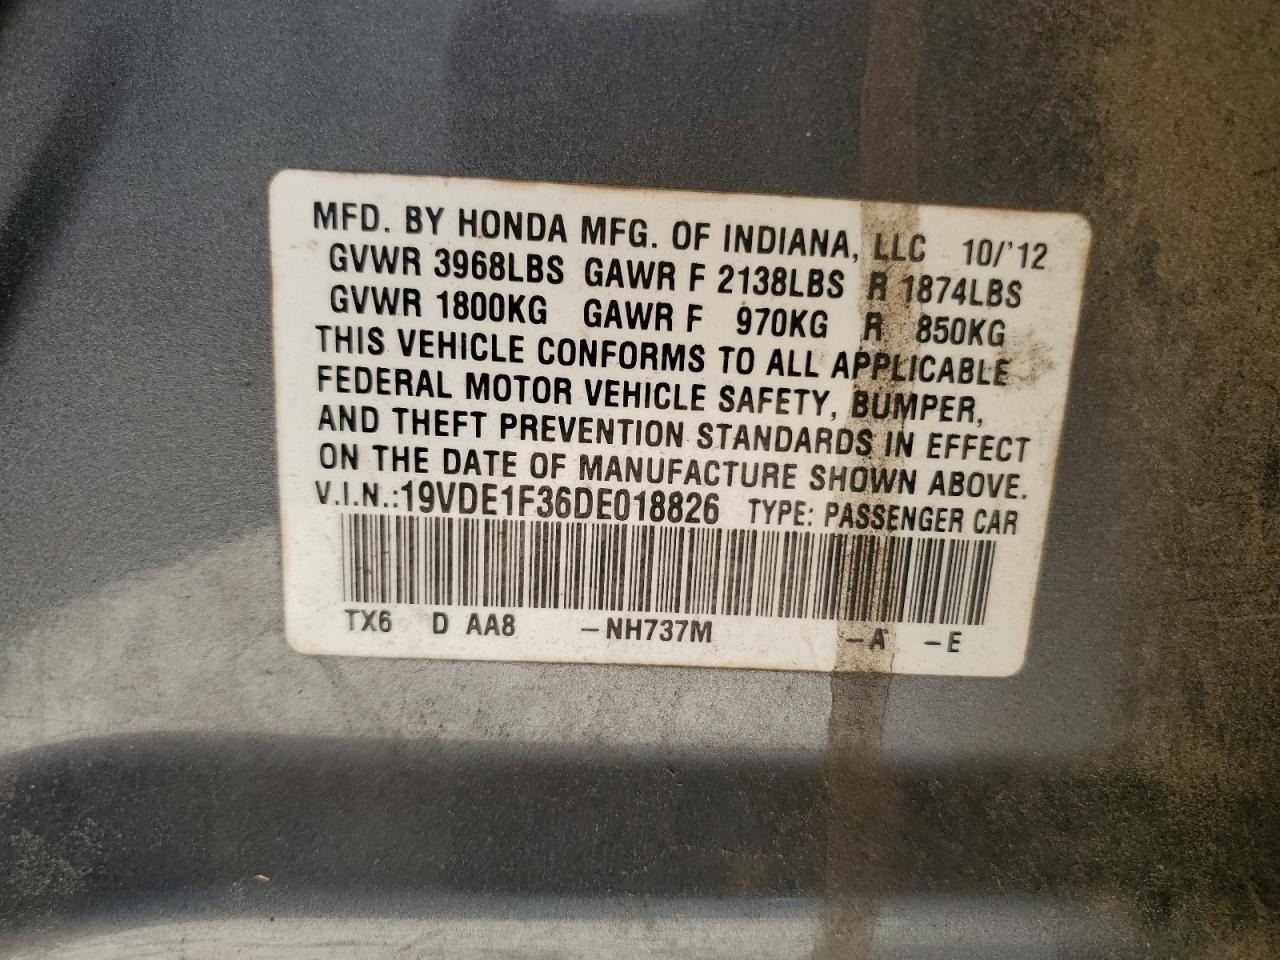 MFD. BY HONDA MFG. OF INDIANA, LLC 10/'12
GVWR 3968LBS GAWR F 2138LBS R 1874LBS
GVWR 1800KG GAWR F 970KG R 850KG
THIS VEHICLE CONFORMS TO ALL APPLICABLE
FEDERAL MOTOR VEHICLE SAFETY, BUMPER,
AND THEFT PREVENTION STANDARDS IN EFFECT
ON THE DATE OF MANUFACTURE SHOWN ABOVE.
V.I.N.:19VDE1F36DE018826 TYPE: PASSENGER CAR
TX6 D AA8 –NH737M –A –E